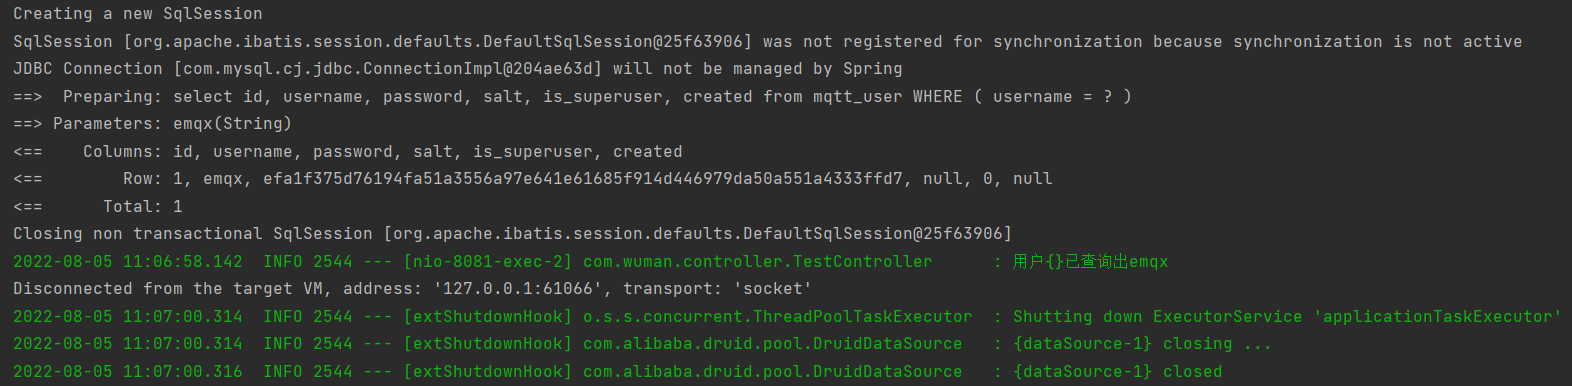 Creating a new SqlSession
SqlSession [org.apache.ibatis.session.defaults.DefaultSqlSession@25f63906] was not registered for synchronization because synchronization is not active
JDBC Connection [com.mysql.cj.jdbc.ConnectionImpl@204ae63d] will not be managed by Spring
==>  Preparing: select id, username, password, salt, is_superuser, created from mqtt_user WHERE ( username = ? )
==> Parameters: emqx(String)
<==    Columns: id, username, password, salt, is_superuser, created
<==        Row: 1, emqx, efa1f375d76194fa51a3556a97e641e61685f914d446979da50a551a4333ffd7, null, 0, null
<==      Total: 1
Closing non transactional SqlSession [org.apache.ibatis.session.defaults.DefaultSqlSession@25f63906]
2022-08-05 11:06:58.142  INFO 2544 --- [nio-8081-exec-2] com.wuman.controller.TestController      : 用户{}已查询出emqx
Disconnected from the target VM, address: '127.0.0.1:61066', transport: 'socket'
2022-08-05 11:07:00.314  INFO 2544 --- [extShutdownHook] o.s.s.concurrent.ThreadPoolTaskExecutor  : Shutting down ExecutorService 'applicationTaskExecutor'
2022-08-05 11:07:00.314  INFO 2544 --- [extShutdownHook] com.alibaba.druid.pool.DruidDataSource   : {dataSource-1} closing ...
2022-08-05 11:07:00.316  INFO 2544 --- [extShutdownHook] com.alibaba.druid.pool.DruidDataSource   : {dataSource-1} closed